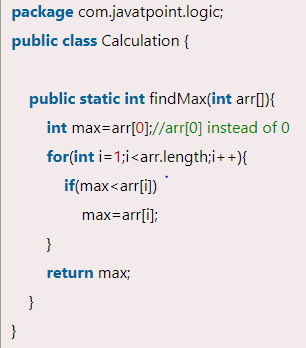 package com.javatpoint.logic;
public class Calculation {
public static int findMax(int arr[]){
int max=arr[0];//arr[0] instead of 0
for(int i=1;i<arr.length;i++){
if(max<arr[i])
max=arr[i];
}
return max;
}
}